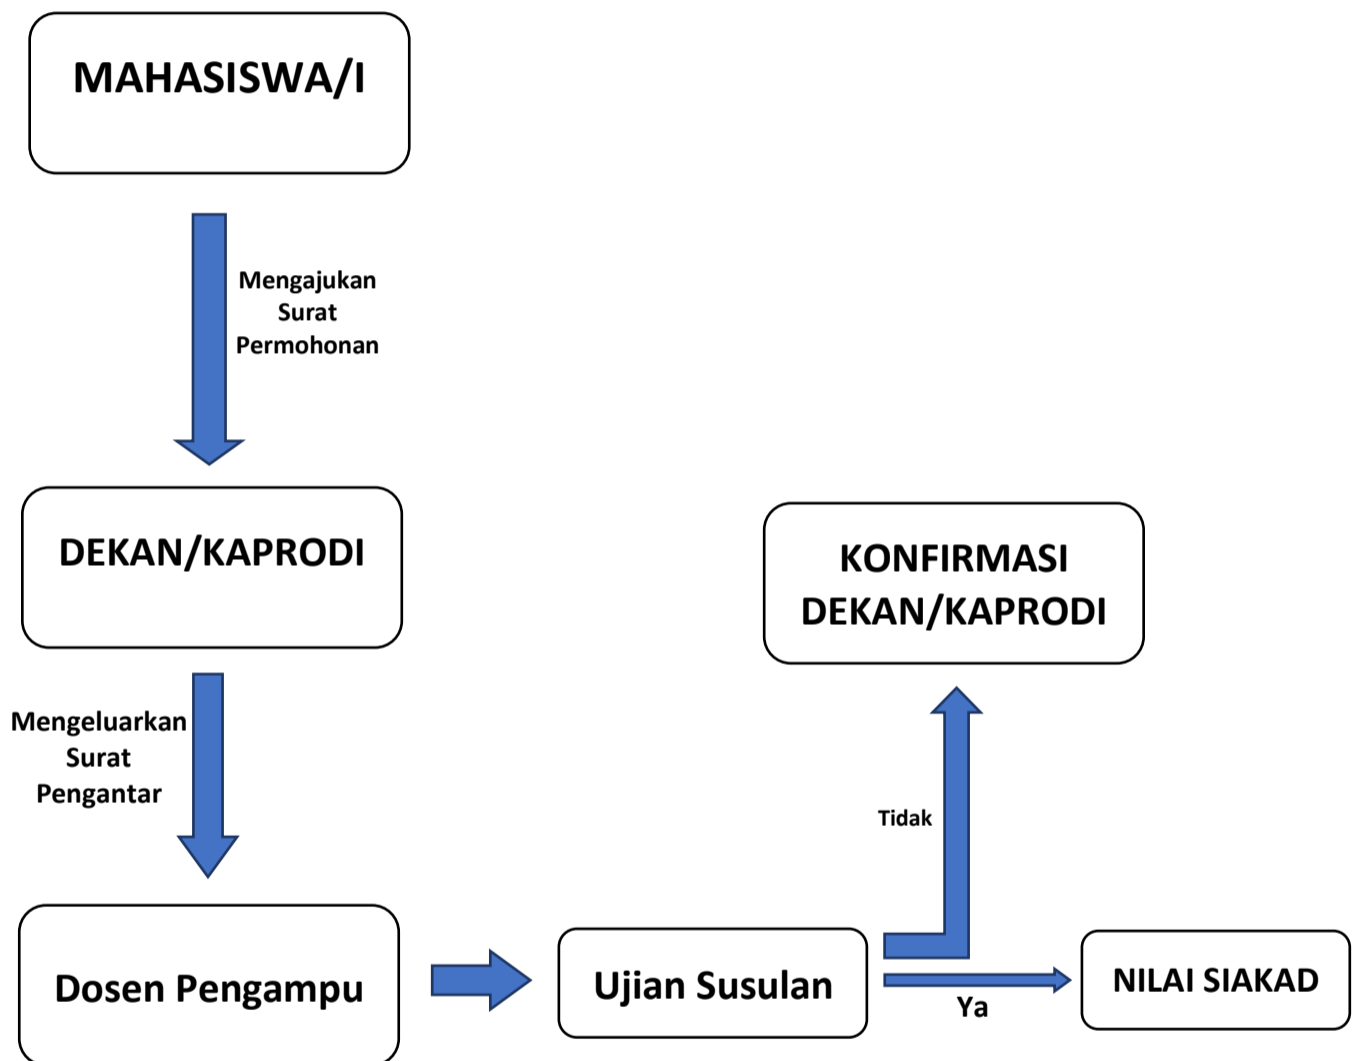 MAHASISWA/I
Mengajukan
Surat
Permohonan
DEKAN/KAPRODI
KONFIRMASI
DEKAN/KAPRODI
Mengeluarkan
Surat
Pengantar
Tidak
Dosen Pengampu
Ujian Susulan
Ya
NILAI SIAKAD